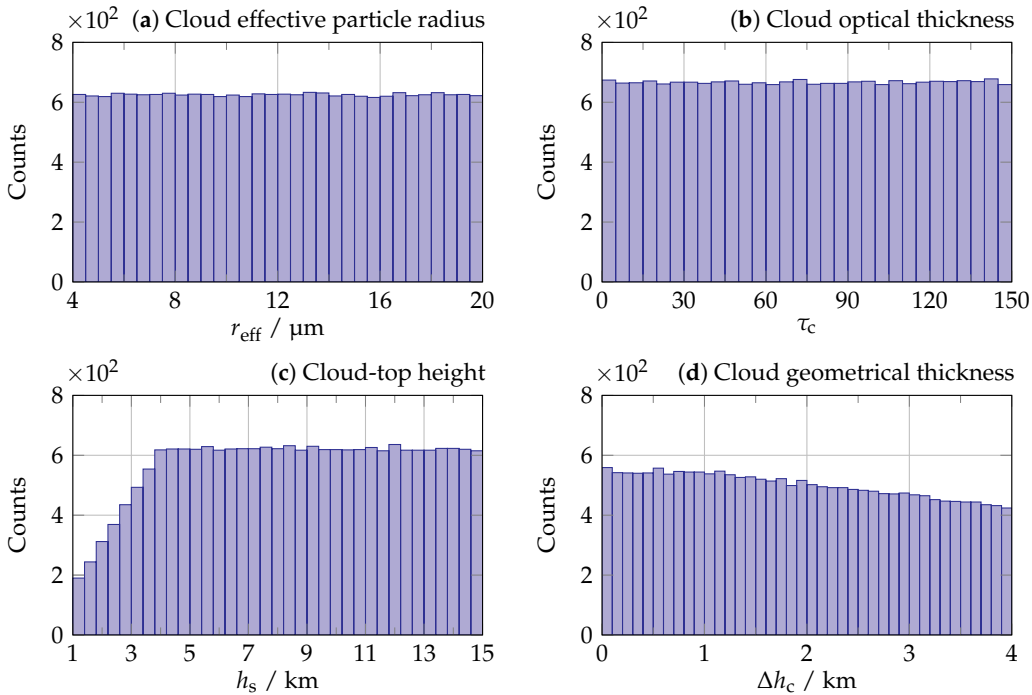 ×10² (a) Cloud effective particle radius
8
6
4
2
0
Counts
4 8 12 16 20
r_eff / µm
×10² (b) Cloud optical thickness
8
6
4
2
0
Counts
0 30 60 90 120 150
τ_c
×10² (c) Cloud-top height
8
6
4
2
0
Counts
1 3 5 7 9 11 13 15
h_s / km
×10² (d) Cloud geometrical thickness
8
6
4
2
0
Counts
0 1 2 3 4
Δh_c / km